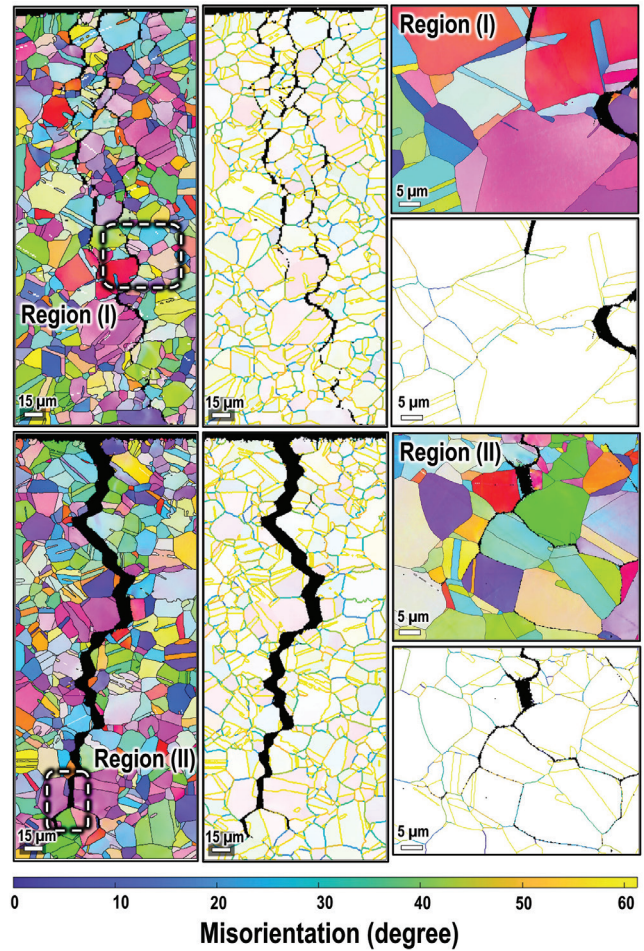 Region (I)
5 µm
Region (I)
15 µm
15 µm
5 µm
Region (II)
5 µm
Region (II)
15 µm
15 µm
5 µm
0 10 20 30 40 50 60
Misorientation (degree)